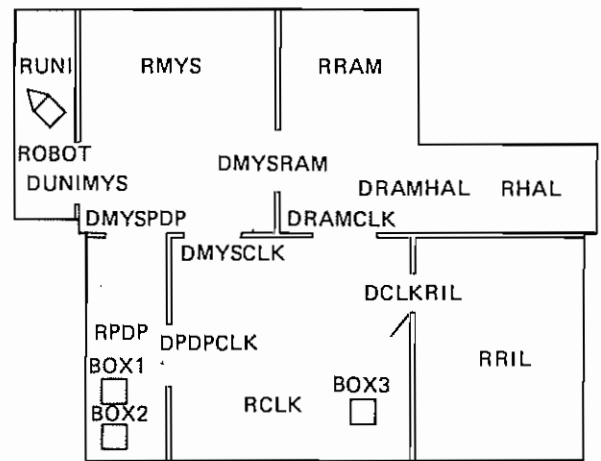 RUNI
RMYS
RRAM
ROBOT
DUNIMYS
DMYSRAM
DRAMHAL
RHAL
DMYSPDP
DRAMCLK
DMYSCLK
DCLKRIL
RPDP
DPDPCLK
BOX1
RRIL
BOX2
RCLK
BOX3